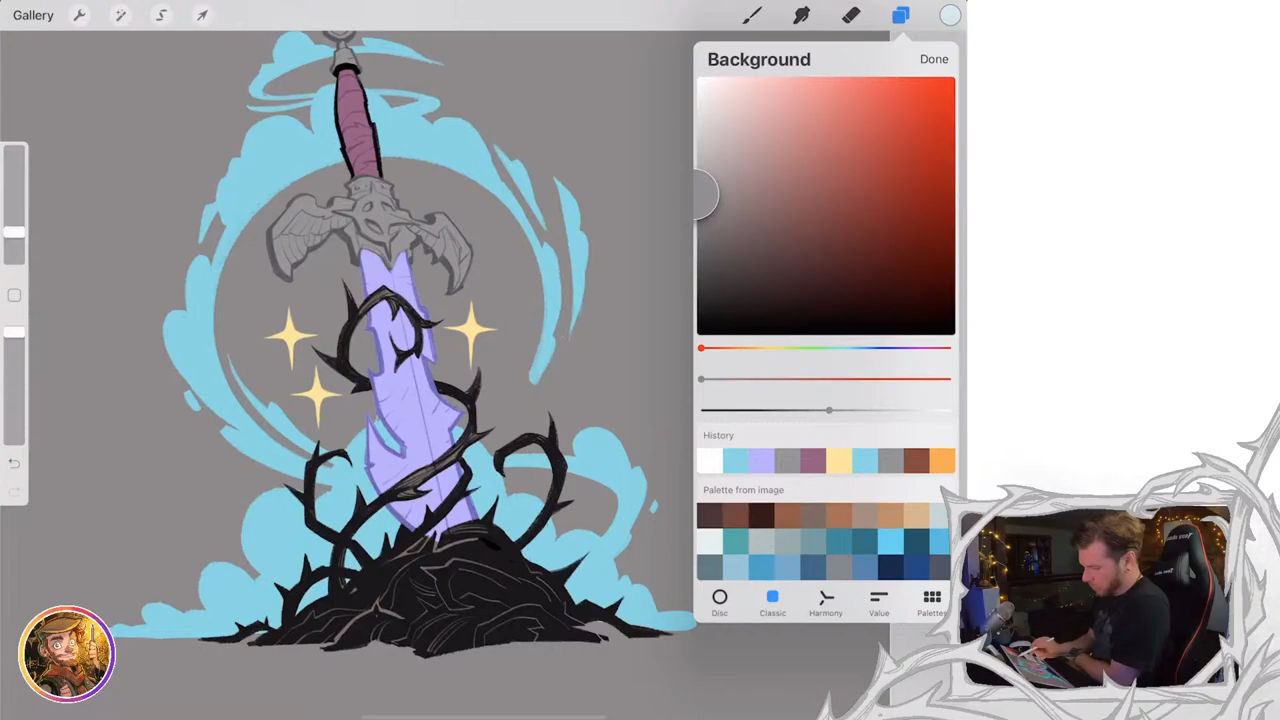 Gallery
Background
Done
History
Palette from image
Disc
Classic
Harmony
Value
Palettes